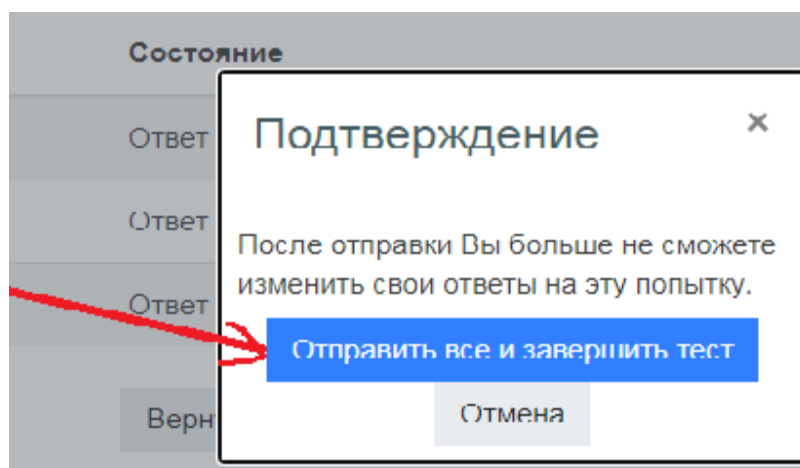 Состояние
Подтверждение ×
Ответ
Ответ
После отправки Вы больше не сможете
изменить свои ответы на эту попытку.
Ответ
Отправить все и завершить тест
Верн
Отмена